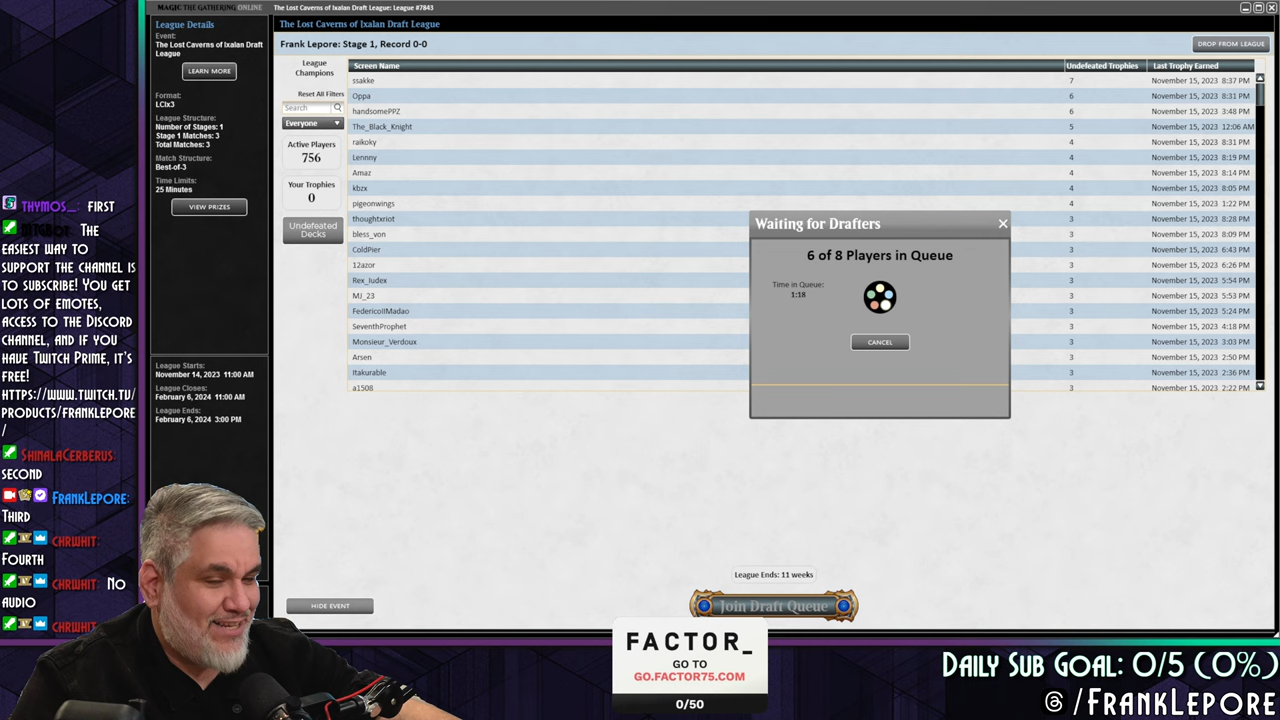 MAGIC THE GATHERING ONLINE
The Lost Caverns of Ixalan Draft League: League #7843
League Details
Event:
The Lost Caverns of Ixalan Draft
League
LEARN MORE
Format:
LCIx3
League Structure:
Number of Stages: 1
Stage 1 Matches: 3
Total Matches: 3
Match Structure:
Best-of-3
Time Limits:
25 Minutes
VIEW PRIZES
League Starts:
November 14, 2023 11:00 AM
League Closes:
February 6, 2024 11:00 AM
League Ends:
February 6, 2024 3:00 PM
The Lost Caverns of Ixalan Draft League
Frank Lepore: Stage 1, Record 0-0
DROP FROM LEAGUE
League
Champions
Reset All Filters
Search
Everyone
Active Players
756
Your Trophies
0
Undefeated
Decks
Screen Name Undefeated Trophies Last Trophy Earned
ssakke 7 November 15, 2023 8:37 PM
Oppa 6 November 15, 2023 8:31 PM
handsomePPZ 6 November 15, 2023 3:48 PM
The_Black_Knight 5 November 15, 2023 12:06 AM
raikoky 4 November 15, 2023 8:31 PM
Lennny 4 November 15, 2023 8:19 PM
Amaz 4 November 15, 2023 8:14 PM
kbzx 4 November 15, 2023 8:05 PM
pigeonwings 4 November 15, 2023 1:22 PM
thoughtxriot 3 November 15, 2023 8:28 PM
bless_von 3 November 15, 2023 8:09 PM
ColdPier 3 November 15, 2023 6:43 PM
12azor 3 November 15, 2023 6:26 PM
Rex_Iudex 3 November 15, 2023 5:54 PM
MJ_23 3 November 15, 2023 5:53 PM
FedericoIIMadao 3 November 15, 2023 5:24 PM
SeventhProphet 3 November 15, 2023 4:18 PM
Monsieur_Verdoux 3 November 15, 2023 3:03 PM
Arsen 3 November 15, 2023 2:50 PM
Itakurable 3 November 15, 2023 2:36 PM
a1508 3 November 15, 2023 2:22 PM
Waiting for Drafters
6 of 8 Players in Queue
Time in Queue:
1:18
CANCEL
League Ends: 11 weeks
HIDE EVENT
Join Draft Queue
THYMOS_: FIRST
THE
EASIEST WAY TO
SUPPORT THE CHANNEL IS
TO SUBSCRIBE! YOU GET
LOTS OF EMOTES,
ACCESS TO THE DISCORD
CHANNEL, AND IF YOU
HAVE TWITCH PRIME, IT'S
FREE!
HTTPS://WWW.TWITCH.TV/
PRODUCTS/FRANKLEPORE
/
SHINALACERBERUS:
SECOND
FRANKLEPORE:
THIRD
CHRWHIT:
FOURTH
CHRWHIT: NO
AUDIO
CHRWHIT:
FACTOR_
GO TO
GO.FACTOR75.COM
0/50
DAILY SUB GOAL: 0/5 (0%)
/FRANKLEPORE